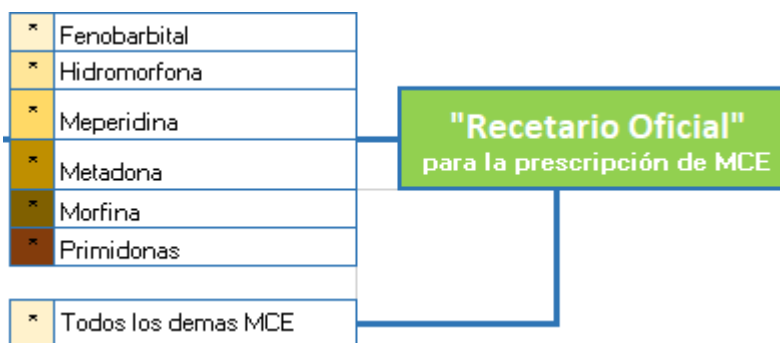 * Fenobarbital
* Hidromorfona
* Meperidina
* Metadona
* Morfina
* Primidonas
* Todos los demas MCE
"Recetario Oficial"
para la prescripción de MCE